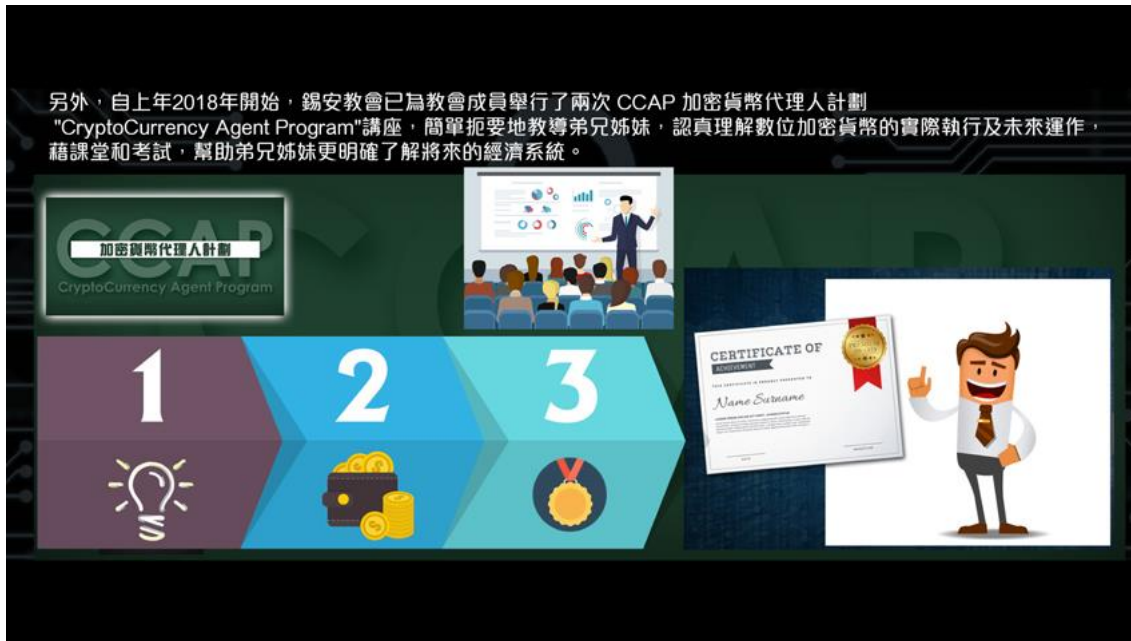 另外，自上年2018年開始，錫安教會已為教會成員舉行了兩次 CCAP 加密貨幣代理人計劃
"CryptoCurrency Agent Program"講座，簡單扼要地教導弟兄姊妹，認真理解數位加密貨幣的實際執行及未來運作，
藉課堂和考試，幫助弟兄姊妹更明確了解將來的經濟系統。
CCAP
加密貨幣代理人計劃
CryptoCurrency Agent Program
1
2
3
CERTIFICATE OF
ACHIEVEMENT
THIS CERTIFICATE IS PROUDLY PRESENTED TO
Name Surname